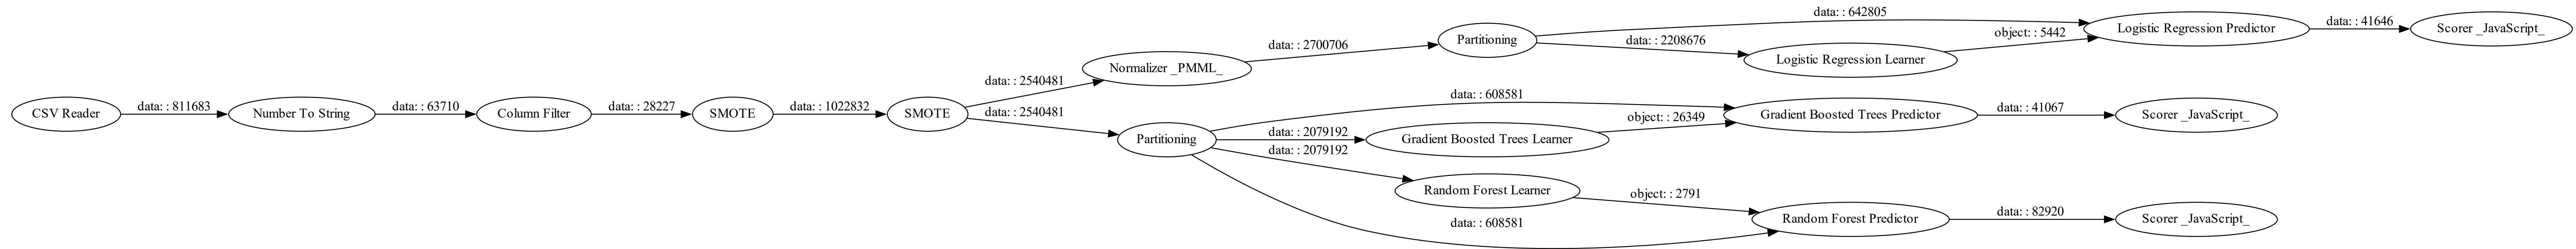 CSV Reader
data: : 811683
Number To String
data: : 63710
Column Filter
data: : 28227
SMOTE
data: : 1022832
SMOTE
data: : 2540481
data: : 2540481
Normalizer _PMML_
data: : 2700706
Partitioning
data: : 642805
data: : 2208676
Logistic Regression Learner
object: : 5442
Logistic Regression Predictor
data: : 41646
Scorer _JavaScript_
Partitioning
data: : 608581
data: : 2079192
data: : 2079192
data: : 608581
Gradient Boosted Trees Learner
object: : 26349
Gradient Boosted Trees Predictor
data: : 41067
Scorer _JavaScript_
Random Forest Learner
object: : 2791
Random Forest Predictor
data: : 82920
Scorer _JavaScript_